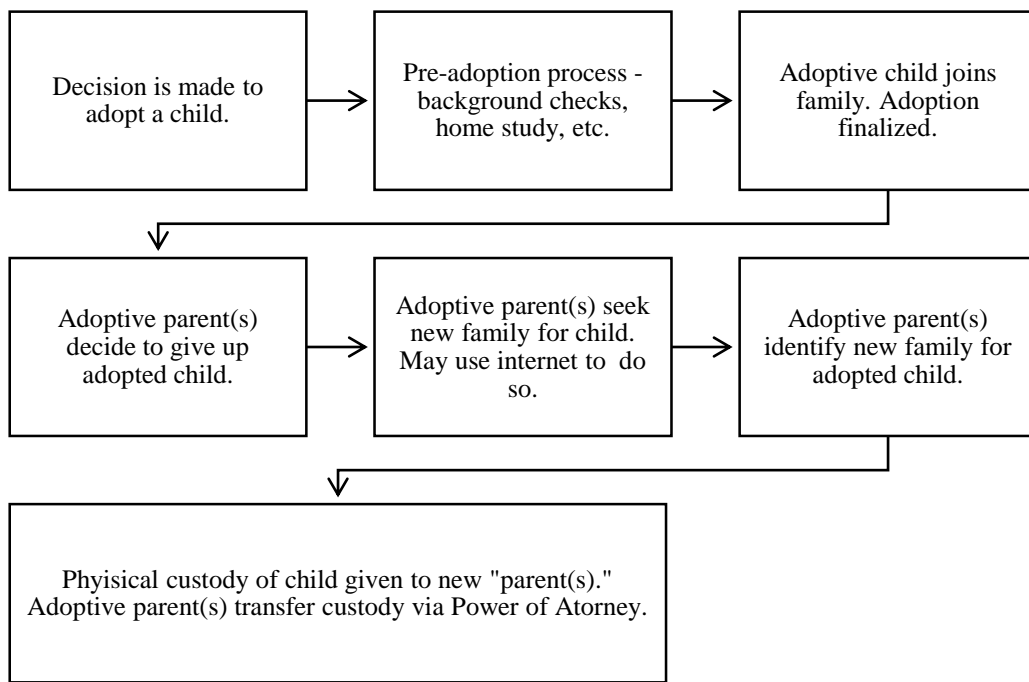 Decision is made to
adopt a child.
Pre-adoption process -
background checks,
home study, etc.
Adoptive child joins
family. Adoption
finalized.
Adoptive parent(s)
decide to give up
adopted child.
Adoptive parent(s) seek
new family for child.
May use internet to  do
so.
Adoptive parent(s)
identify new family for
adopted child.
Phyisical custody of child given to new "parent(s)."
Adoptive parent(s) transfer custody via Power of Atorney.